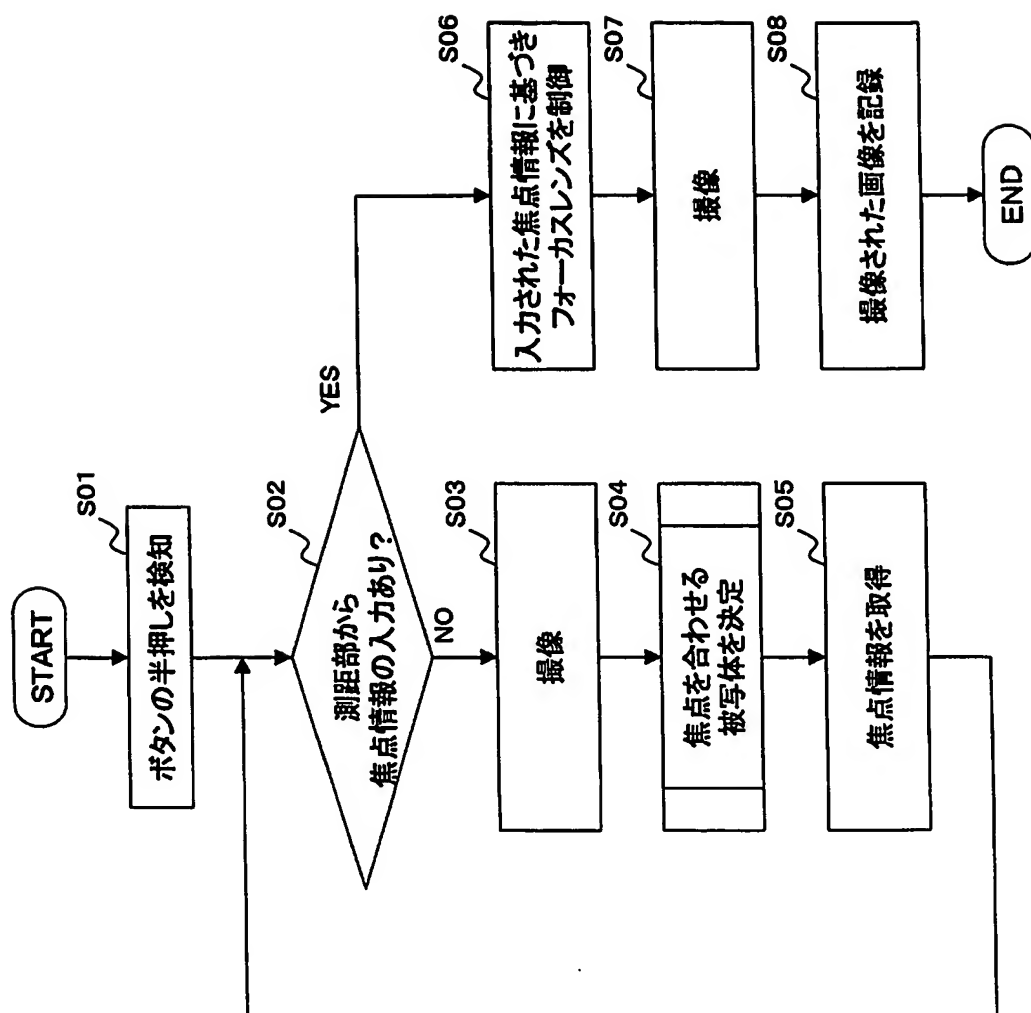 START
S01
ボタンの半押しを検知
S02
測距部から
焦点情報の入力あり?
YES
NO
S03
撮像
S04
焦点を合わせる
被写体を決定
S05
焦点情報を取得
S06
入力された焦点情報に基づき
フォーカスレンズを制御
S07
撮像
S08
撮像された画像を記録
END